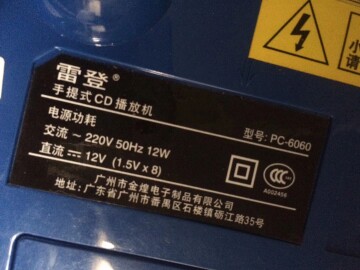 雷登®
手提式CD播放机
电源功耗
型号: PC-6060
交流 ~ 220V 50Hz 12W
直流 ⎓ 12V (1.5V x 8)
A002456
广州市金煌电子制品有限公司
地址: 广东省广州市番禺区石楼镇砺江路35号
小
请